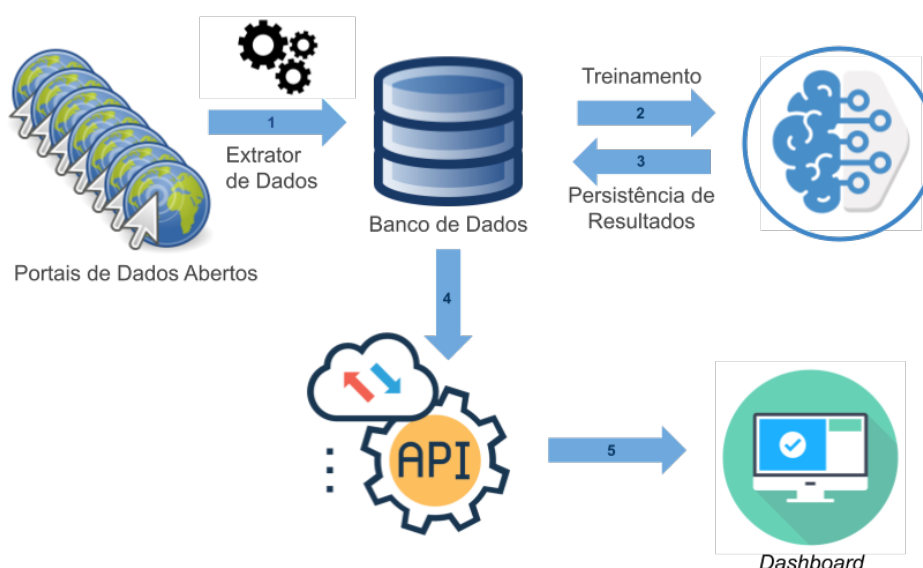 1
Extrator
de Dados
Portais de Dados Abertos
Banco de Dados
Treinamento
2
3
Persistência de
Resultados
4
API
5
Dashboard